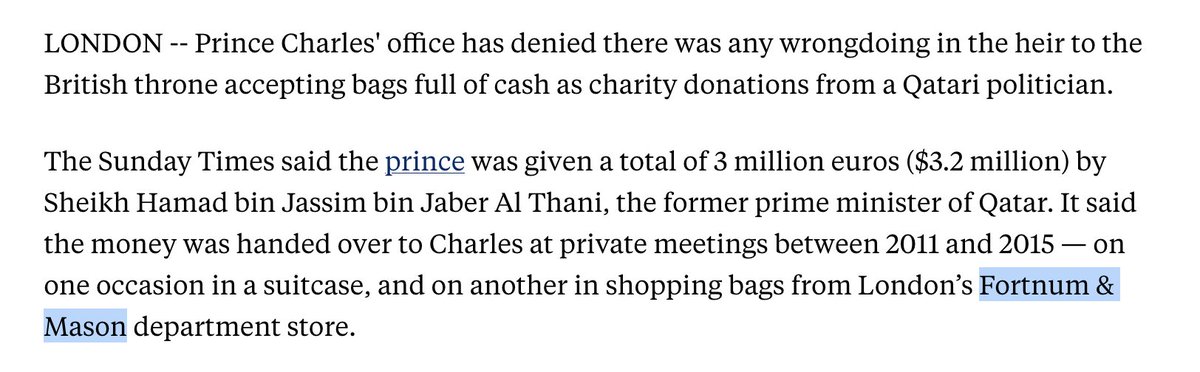 LONDON -- Prince Charles' office has denied there was any wrongdoing in the heir to the
British throne accepting bags full of cash as charity donations from a Qatari politician.
The Sunday Times said the prince was given a total of 3 million euros ($3.2 million) by
Sheikh Hamad bin Jassim bin Jaber Al Thani, the former prime minister of Qatar. It said
the money was handed over to Charles at private meetings between 2011 and 2015 — on
one occasion in a suitcase, and on another in shopping bags from London’s Fortnum &
Mason department store.